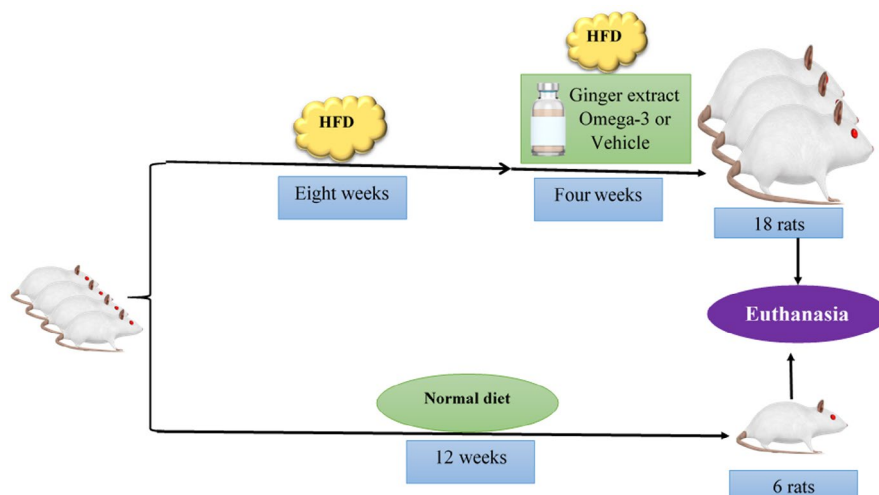 HFD
Ginger extract
Omega-3 or
Vehicle
HFD
Eight weeks
Four weeks
18 rats
Euthanasia
Normal diet
12 weeks
6 rats